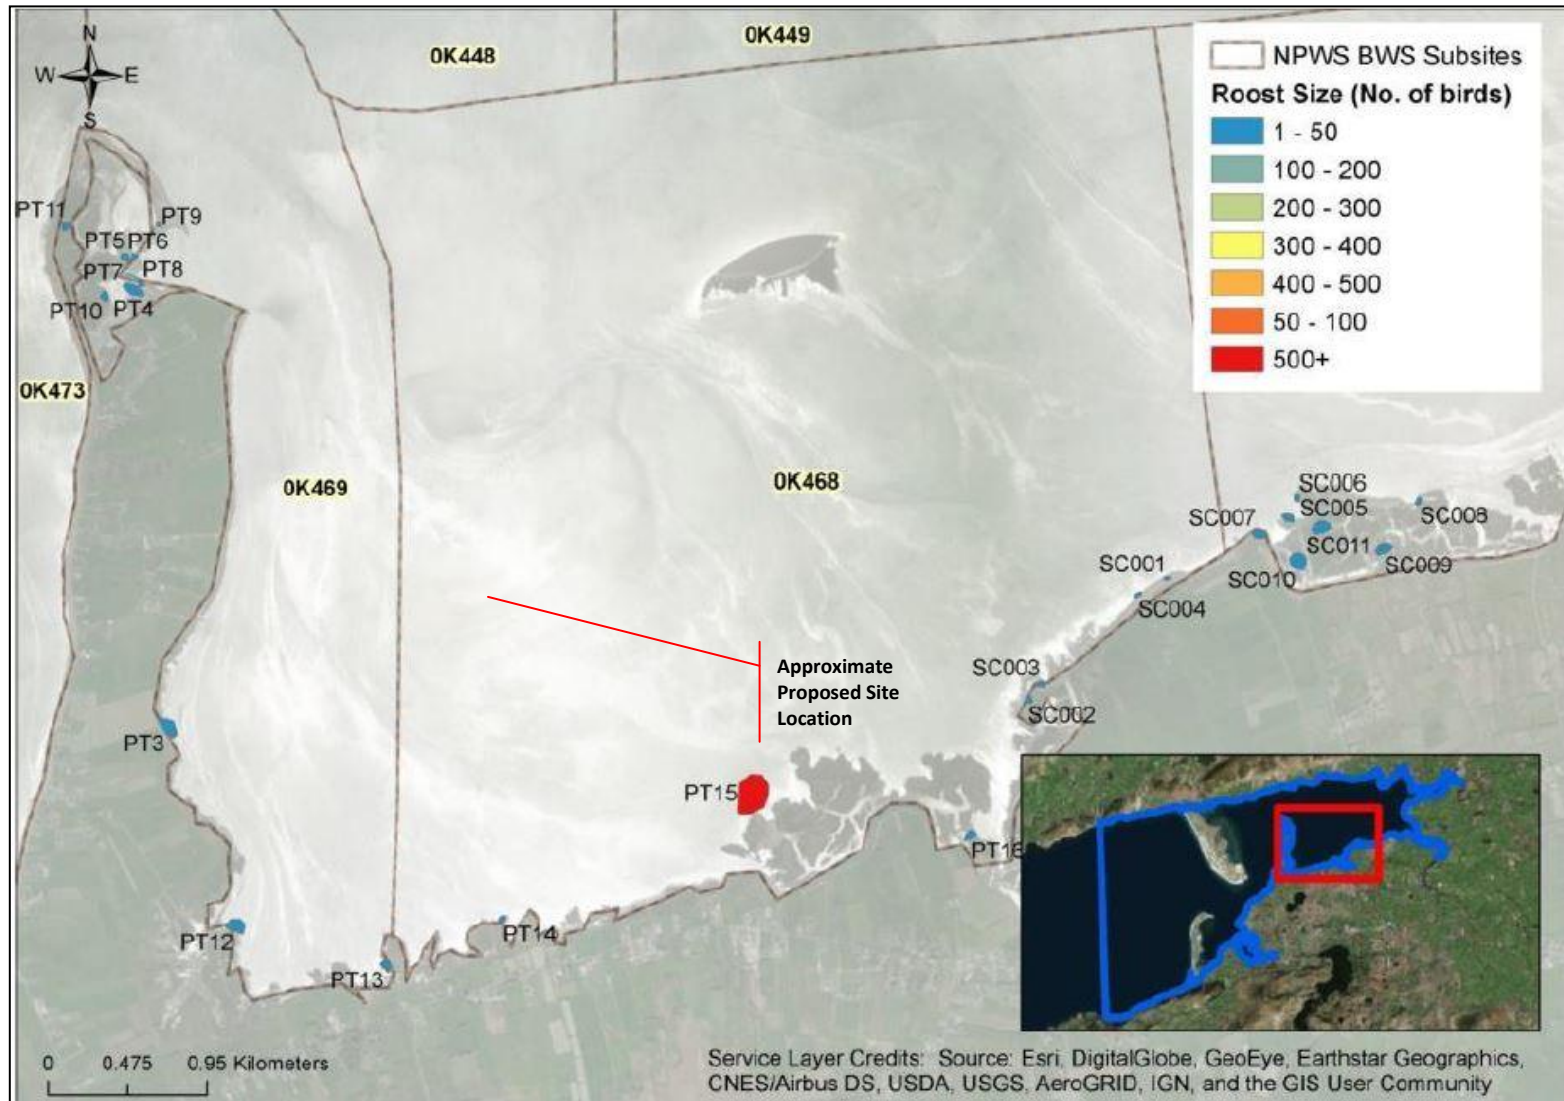 N
W E
S
0K448
0K449
NPWS BWS Subsites
Roost Size (No. of birds)
1 - 50
100 - 200
200 - 300
300 - 400
400 - 500
50 - 100
500+
PT11
PT9
PT5
PT6
PT7
PT8
PT10
PT4
0K473
0K469
0K468
SC006
SC005
SC008
SC007
SC011
SC009
SC010
SC001
SC004
SC003
SC002
Approximate
Proposed Site
Location
PT3
PT15
PT12
PT13
PT14
0 0.475 0.95 Kilometers
Service Layer Credits: Source: Esri, DigitalGlobe, GeoEye, Earthstar Geographics,
CNES/Airbus DS, USDA, USGS, AeroGRID, IGN, and the GIS User Community